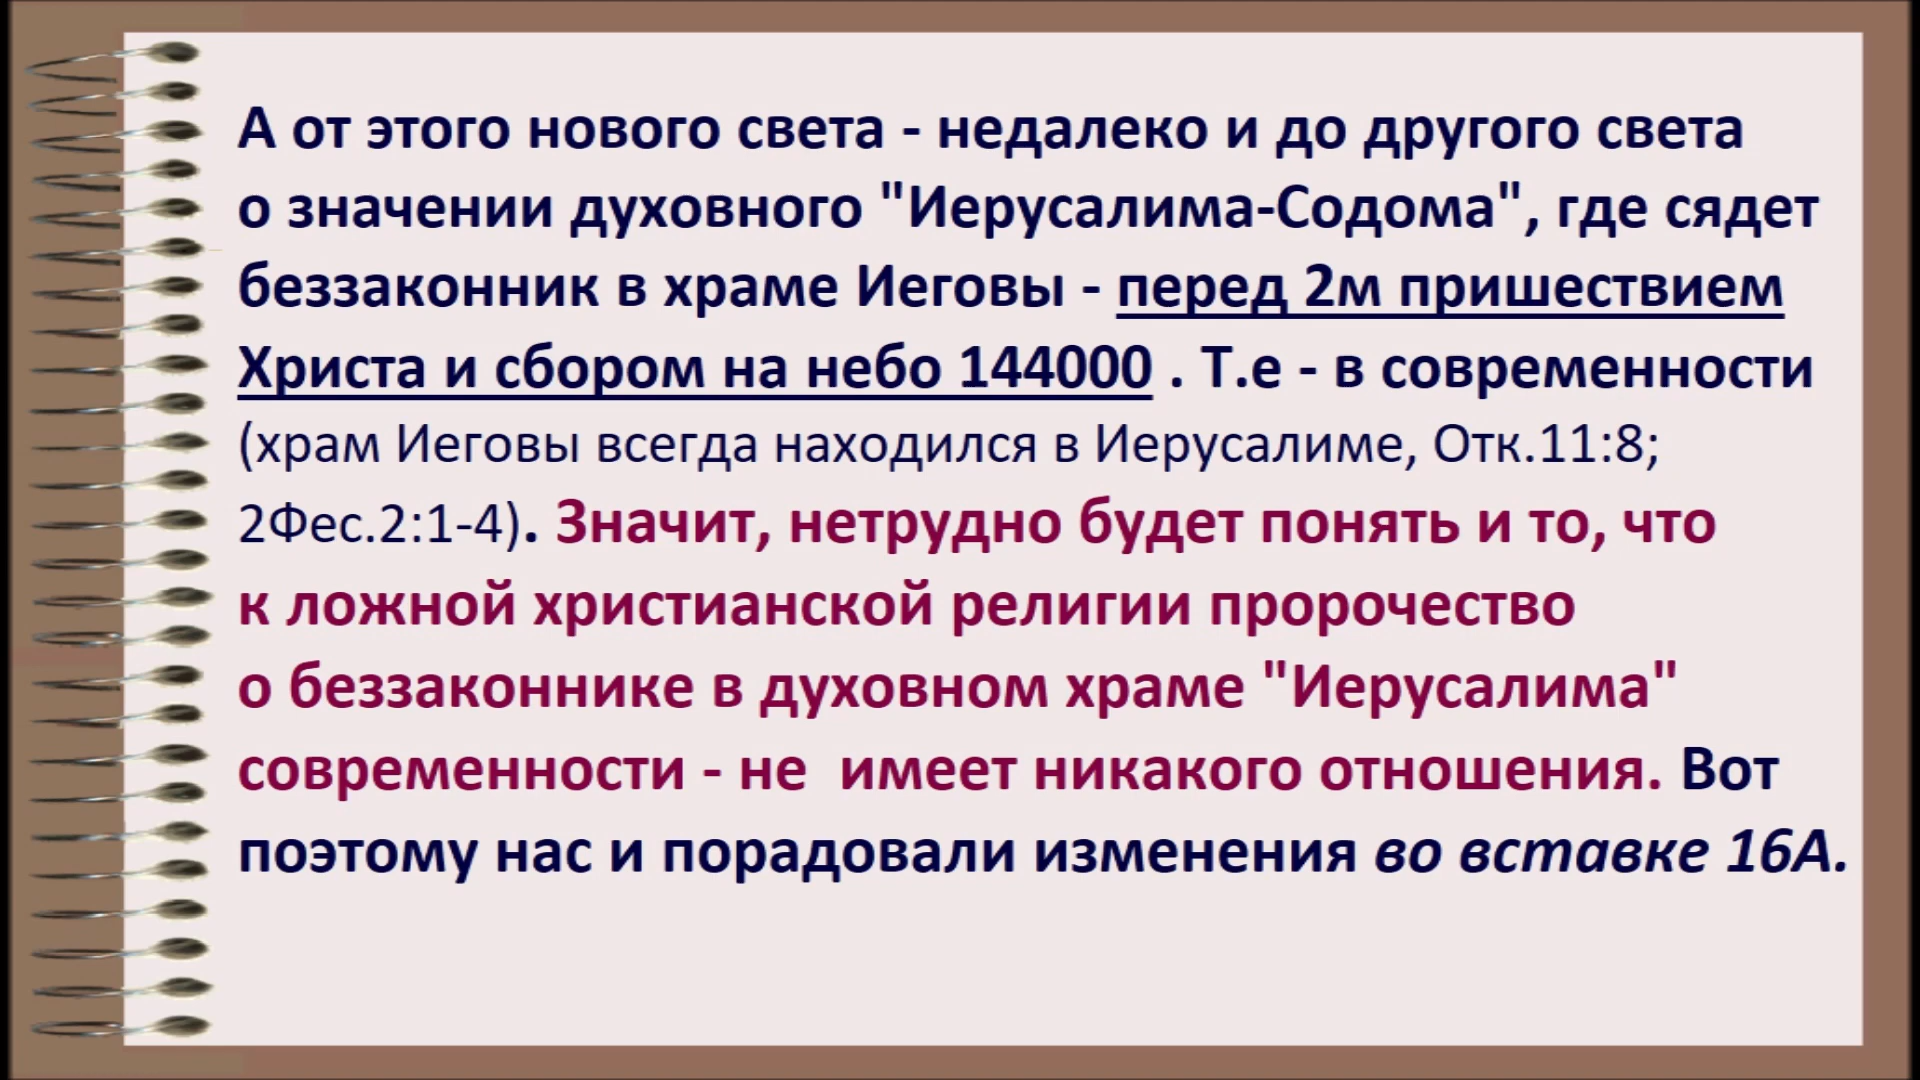 А от этого нового света - недалеко и до другого света
о значении духовного "Иерусалима-Содома", где сядет
беззаконник в храме Иеговы - перед 2м пришествием
Христа и сбором на небо 144000 . Т.е - в современности
(храм Иеговы всегда находился в Иерусалиме, Отк.11:8;
2Фес.2:1-4). Значит, нетрудно будет понять и то, что
к ложной христианской религии пророчество
о беззаконнике в духовном храме "Иерусалима"
современности - не  имеет никакого отношения. Вот
поэтому нас и порадовали изменения во вставке 16А.